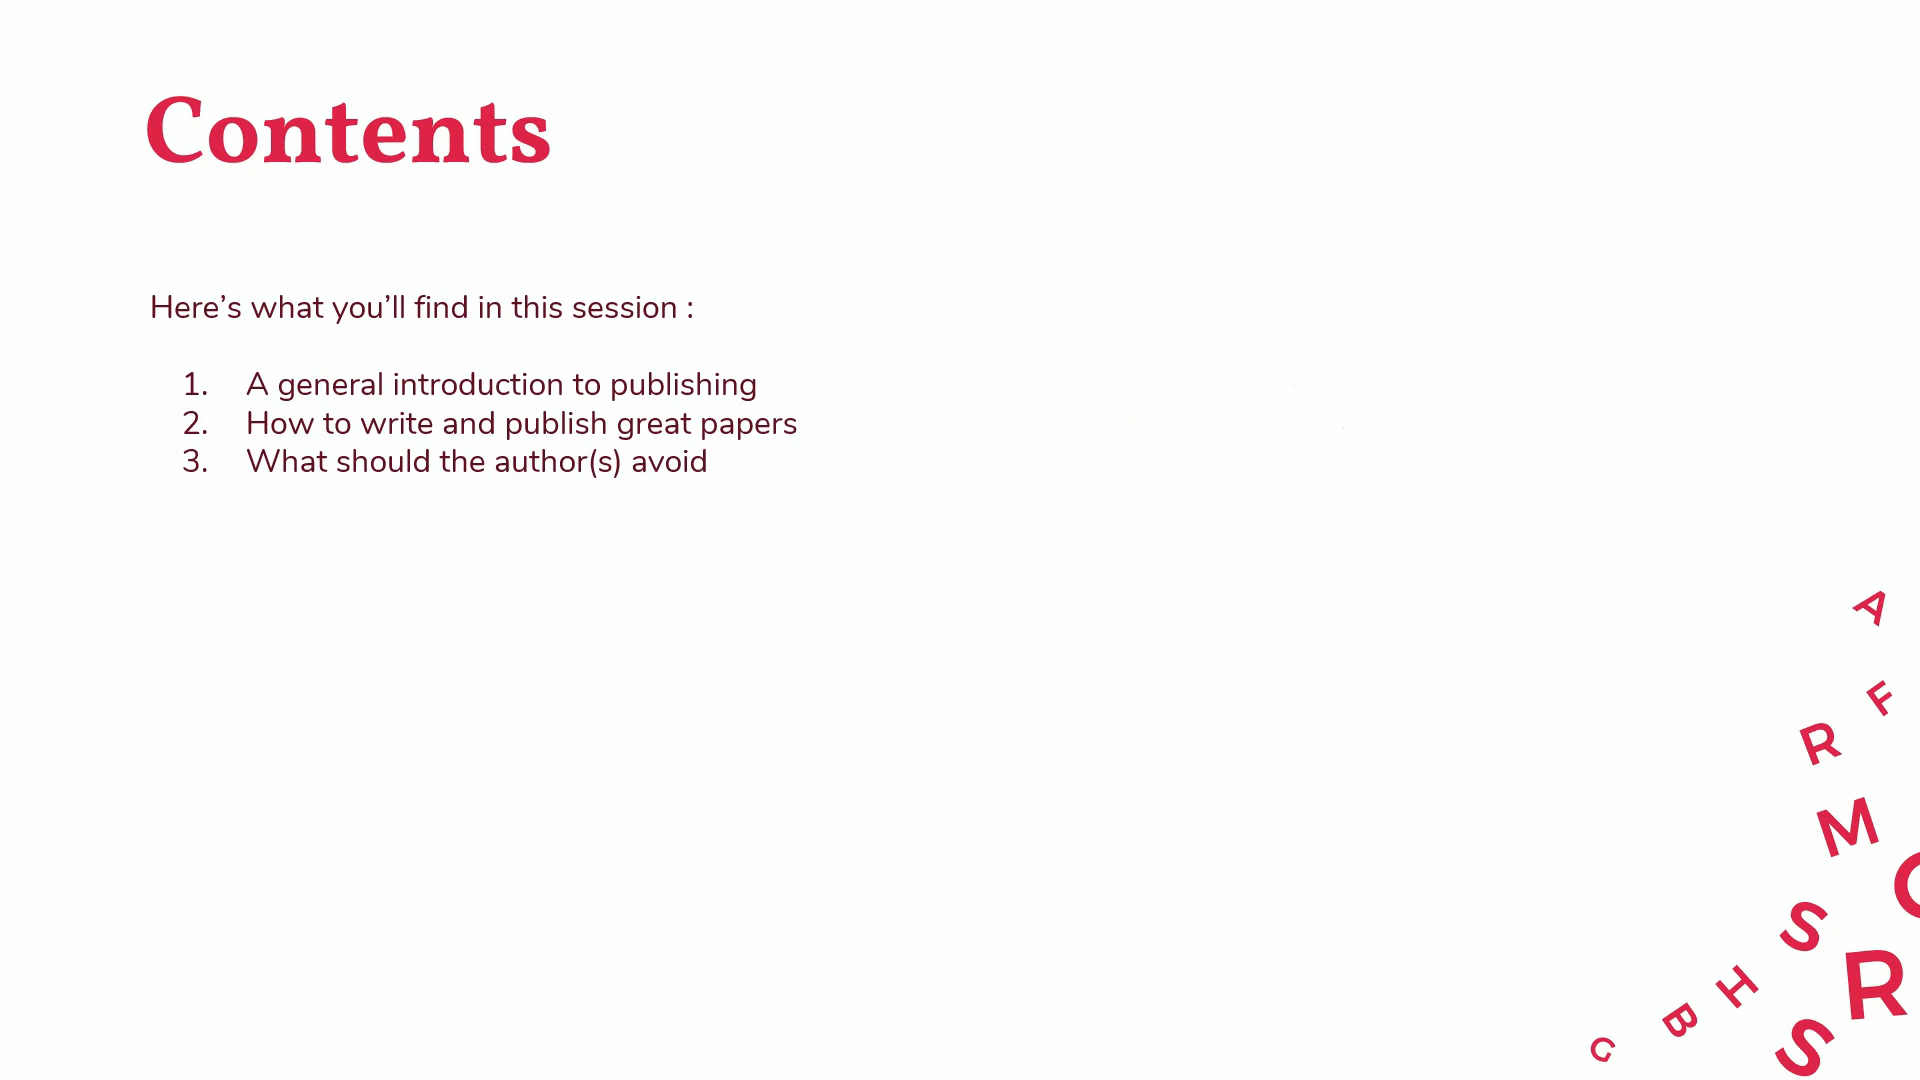 Contents
Here’s what you’ll find in this session :
1. A general introduction to publishing
2. How to write and publish great papers
3. What should the author(s) avoid
A
F
R
M
S
R
H
B
S
C